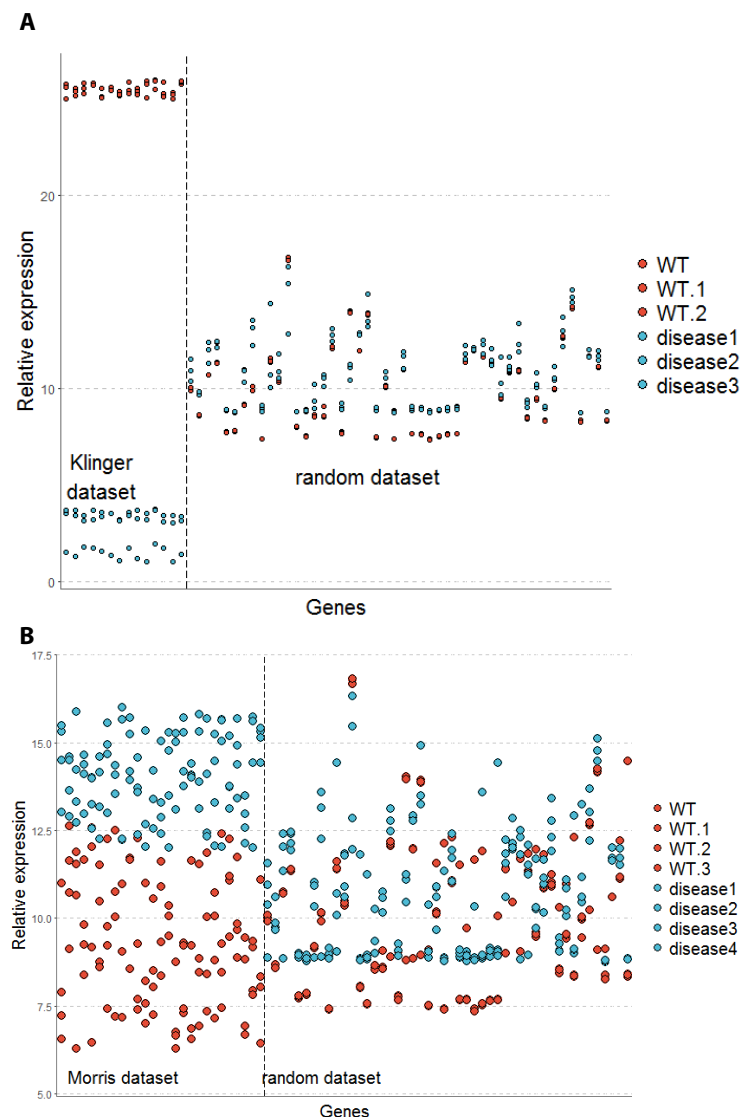 A
Relative expression
20
10
0
Klinger
dataset
random dataset
Genes
WT
WT.1
WT.2
disease1
disease2
disease3
B
Relative expression
17.5
15.0
12.5
10.0
7.5
5.0
Morris dataset
random dataset
Genes
WT
WT.1
WT.2
WT.3
disease1
disease2
disease3
disease4